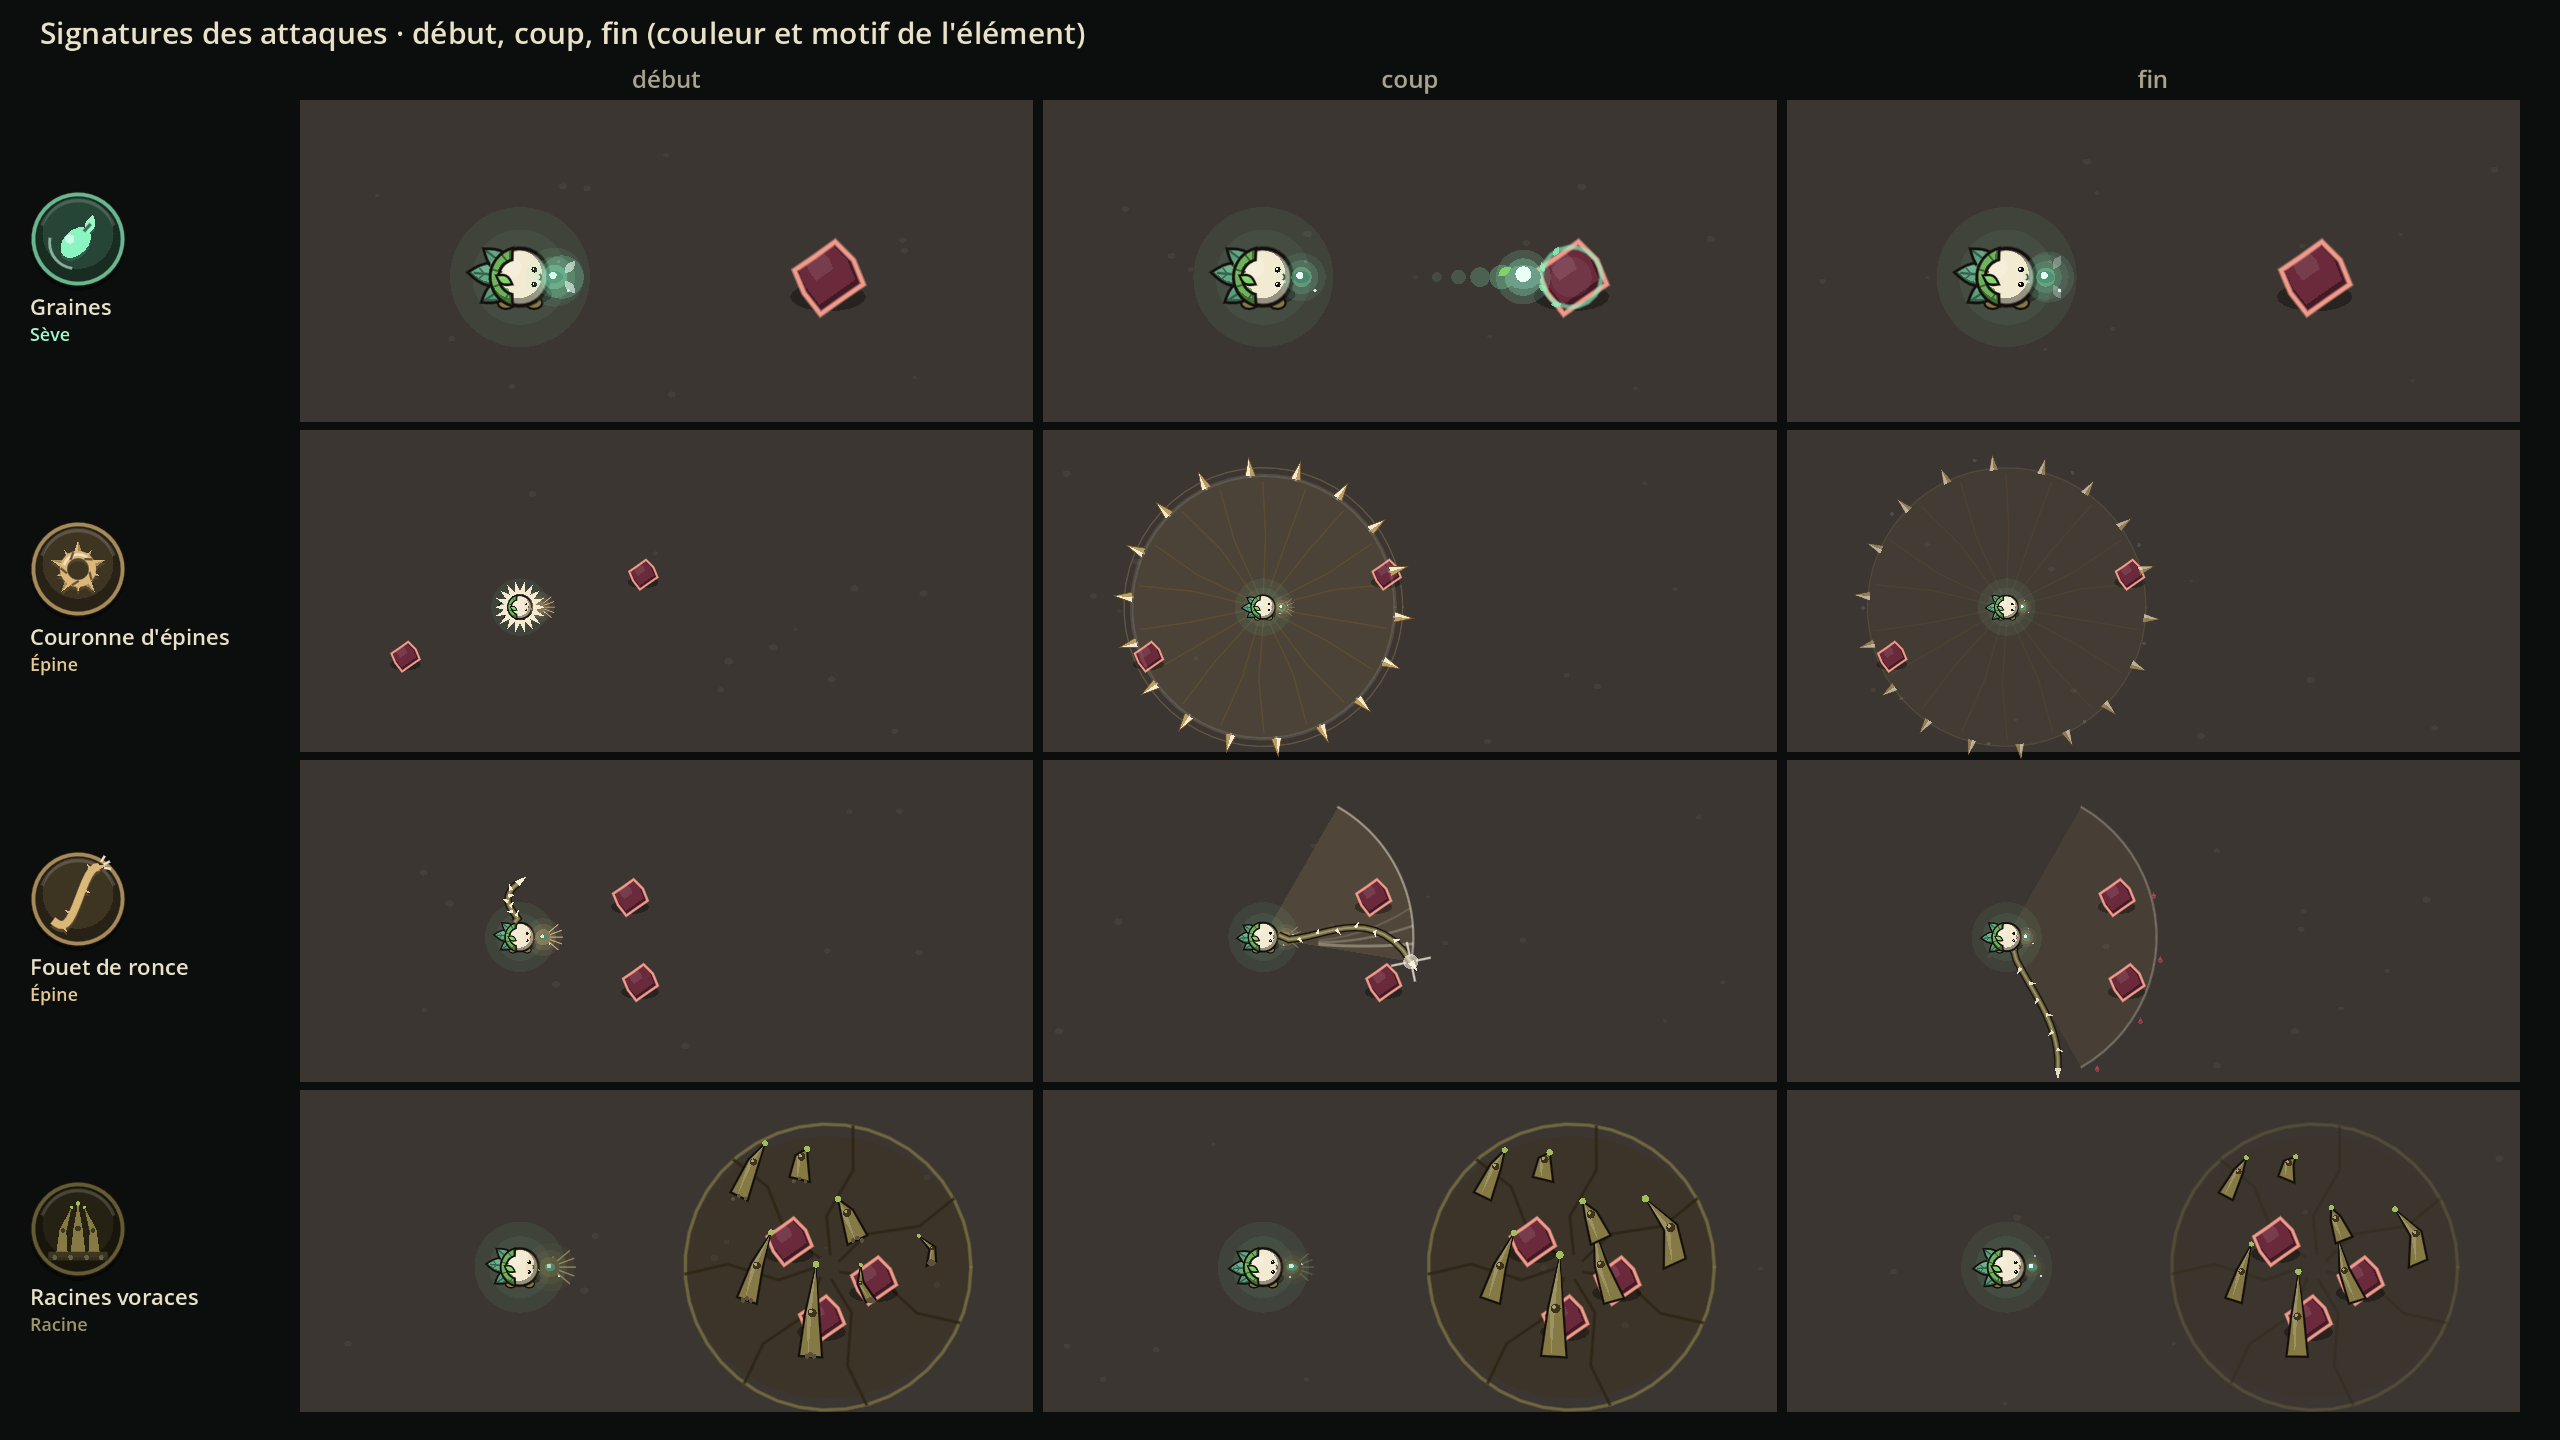 Signatures des attaques · début, coup, fin (couleur et motif de l'élément)
début
coup
fin
Graines
Sève
Couronne d'épines
Épine
Fouet de ronce
Épine
Racines voraces
Racine